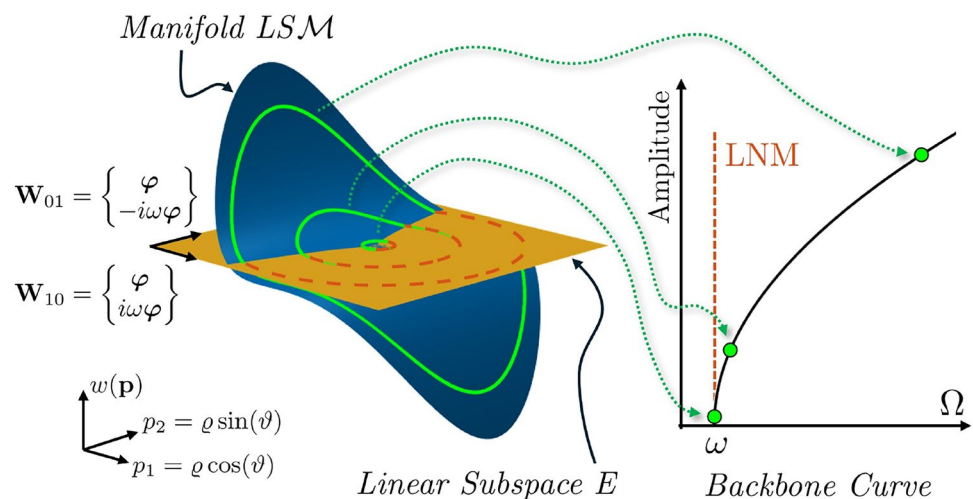 Manifold LSM
W₀₁ = { φ
−iωφ }
W₁₀ = { φ
iωφ }
w(p)
p₂ = ϱ sin(ϑ)
p₁ = ϱ cos(ϑ)
Linear Subspace E
Amplitude
LNM
Ω
ω
Backbone Curve